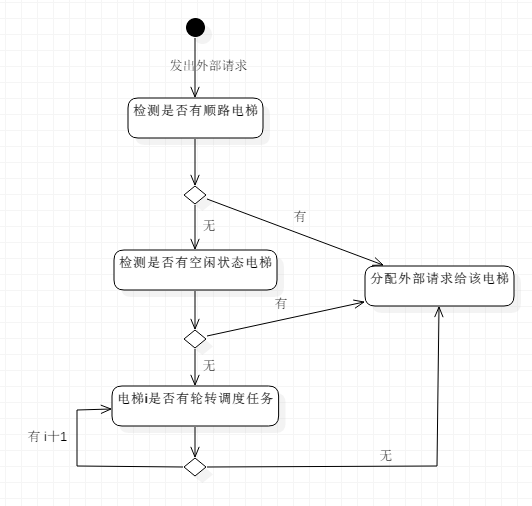 发出外部请求
检测是否有顺路电梯
有
无
检测是否有空闲状态电梯
分配外部请求给该电梯
有
无
电梯i是否有轮转调度任务
有 i+1
无